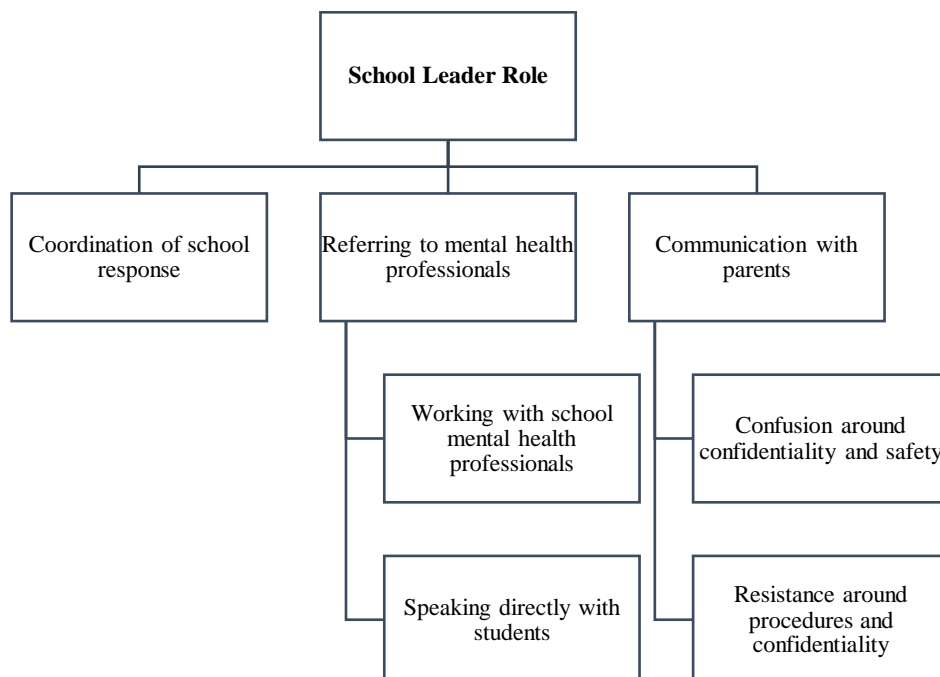 School Leader Role
Coordination of school
response
Referring to mental health
professionals
Communication with
parents
Working with school
mental health
professionals
Confusion around
confidentiality and safety
Speaking directly with
students
Resistance around
procedures and
confidentiality